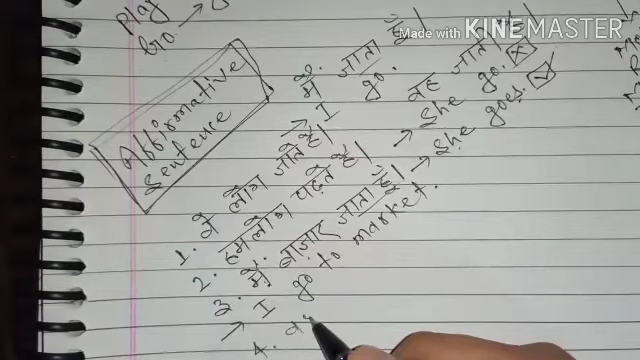 Made with KINEMASTER
play →
Go →
Affirmative
Sentence
मैं जाता हूँ।
→ I go.
वह जाती है।
→ She go. ☒
→ She goes. ☑
1. वे लोग जाते हैं।
2. हमलोग पढ़ते हैं।
3. मैं बाज़ार जाता हूँ।
→ I go to market.
4.